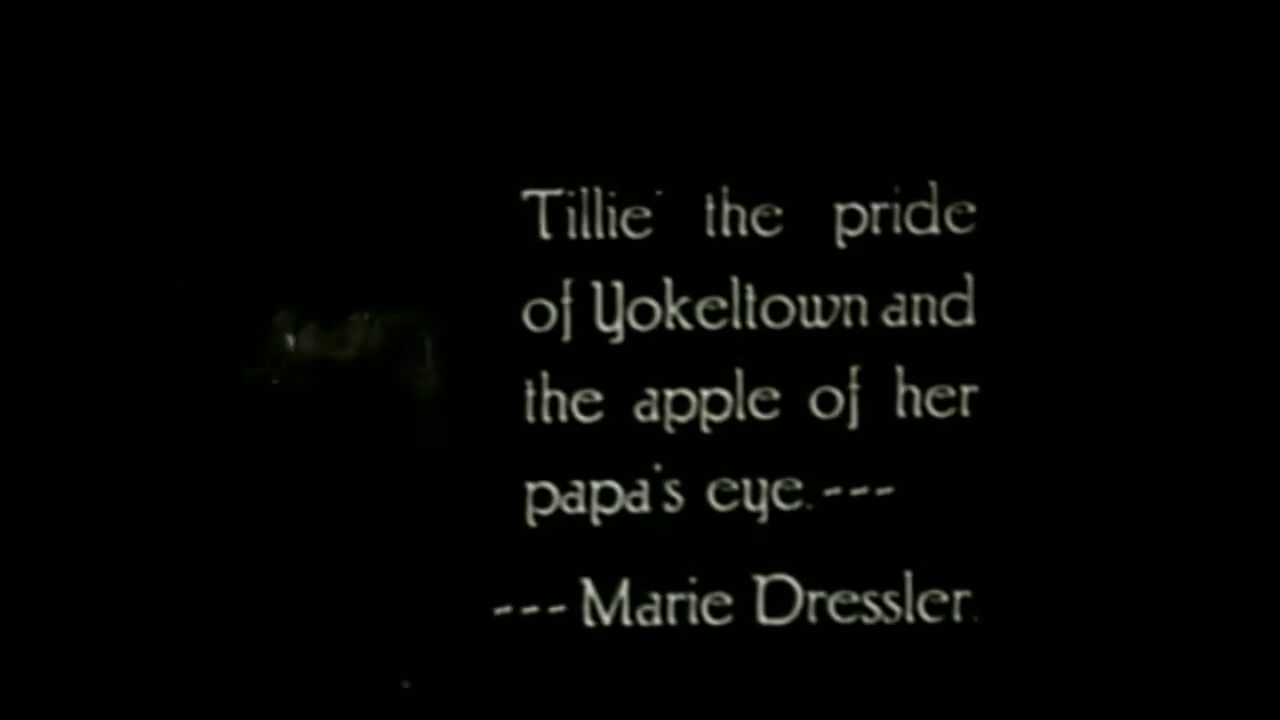 Tillie' the pride
of Yokeltown and
the apple of her
papa's eye.---
---Marie Dressler.